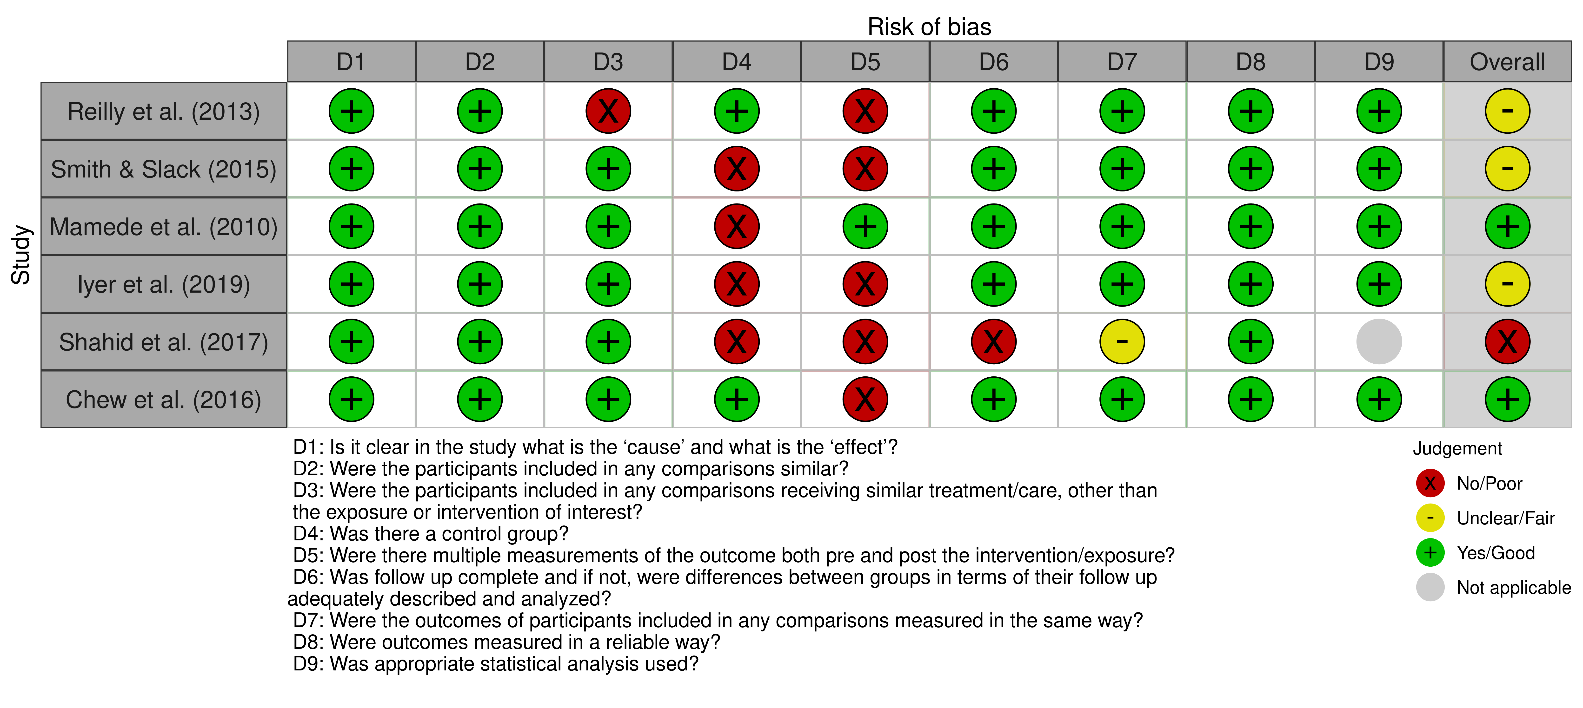 Risk of bias
D1 D2 D3 D4 D5 D6 D7 D8 D9 Overall
Study
Reilly et al. (2013) + + X + X + + + + -
Smith & Slack (2015) + + + X X + + + + -
Mamede et al. (2010) + + + X + + + + + +
Iyer et al. (2019) + + + X X + + + + -
Shahid et al. (2017) + + + X X X - + X
Chew et al. (2016) + + + + X + + + + +
D1: Is it clear in the study what is the ‘cause’ and what is the ‘effect’?
D2: Were the participants included in any comparisons similar?
D3: Were the participants included in any comparisons receiving similar treatment/care, other than
the exposure or intervention of interest?
D4: Was there a control group?
D5: Were there multiple measurements of the outcome both pre and post the intervention/exposure?
D6: Was follow up complete and if not, were differences between groups in terms of their follow up
adequately described and analyzed?
D7: Were the outcomes of participants included in any comparisons measured in the same way?
D8: Were outcomes measured in a reliable way?
D9: Was appropriate statistical analysis used?
Judgement
X No/Poor
- Unclear/Fair
+ Yes/Good
Not applicable